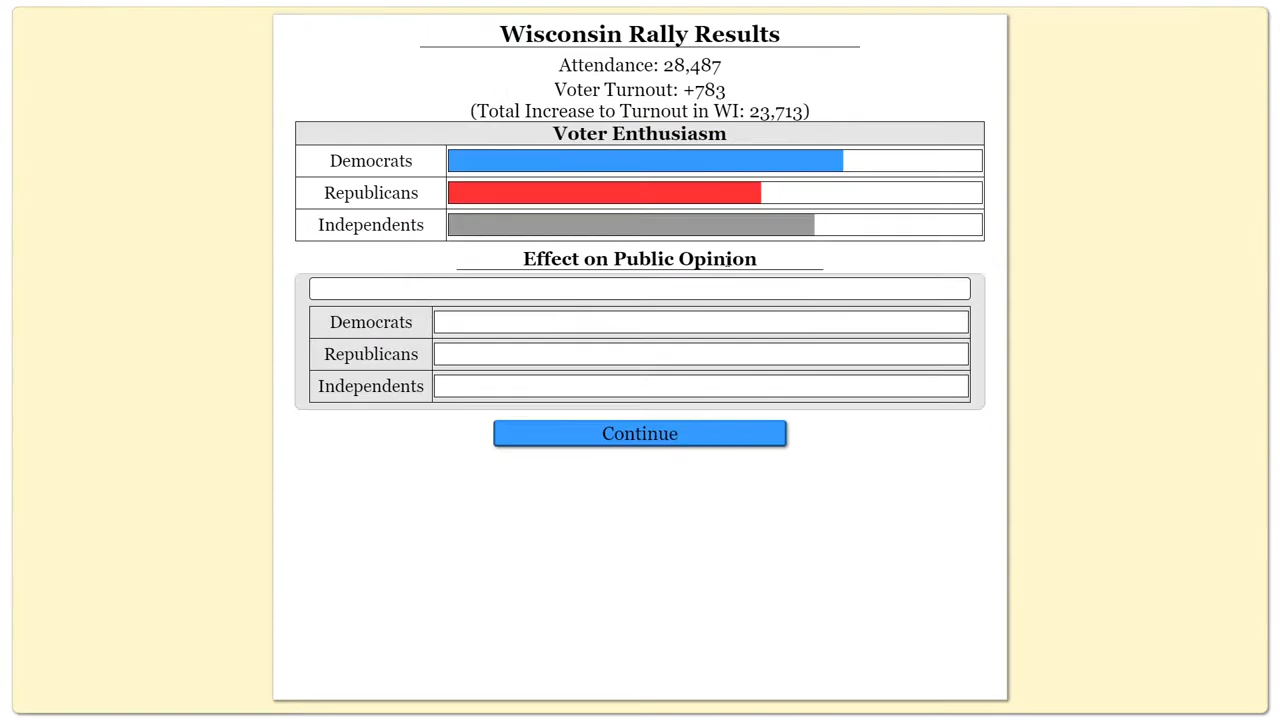 Wisconsin Rally Results
Attendance: 28,487
Voter Turnout: +783
(Total Increase to Turnout in WI: 23,713)
Voter Enthusiasm
Democrats
Republicans
Independents
Effect on Public Opinion
Democrats
Republicans
Independents
Continue